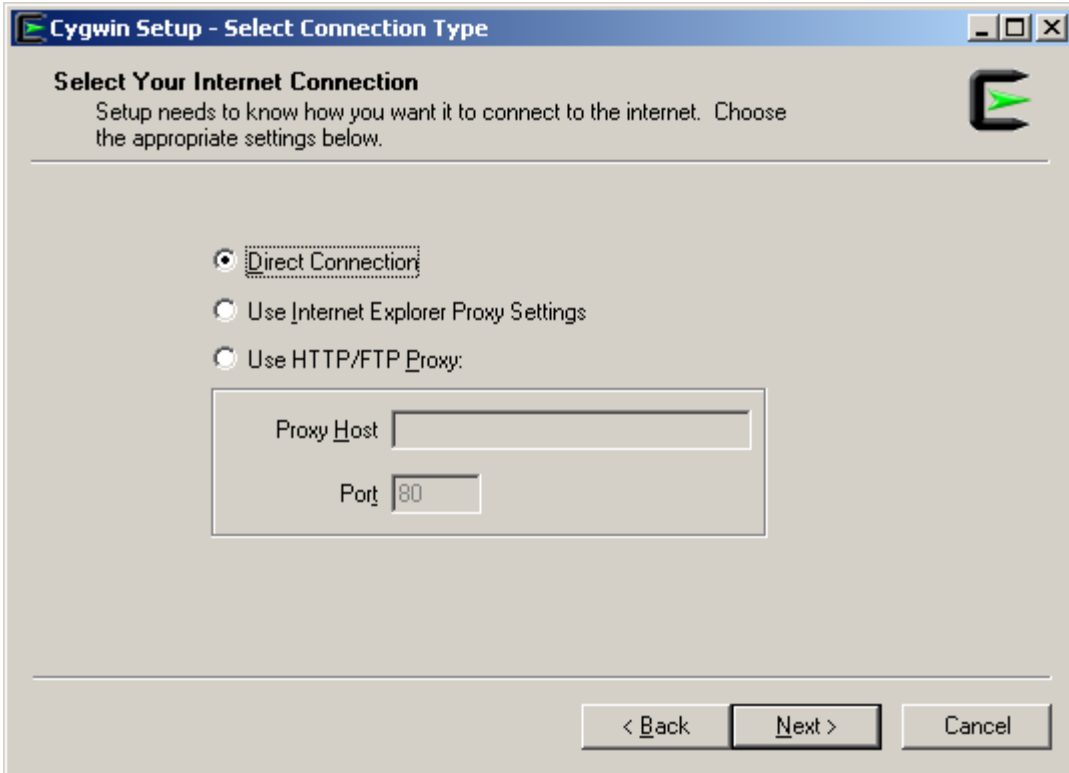 Cygwin Setup - Select Connection Type
Select Your Internet Connection
Setup needs to know how you want it to connect to the internet.  Choose
the appropriate settings below.
Direct Connection
Use Internet Explorer Proxy Settings
Use HTTP/FTP Proxy:
Proxy Host
Port 80
< Back Next > Cancel